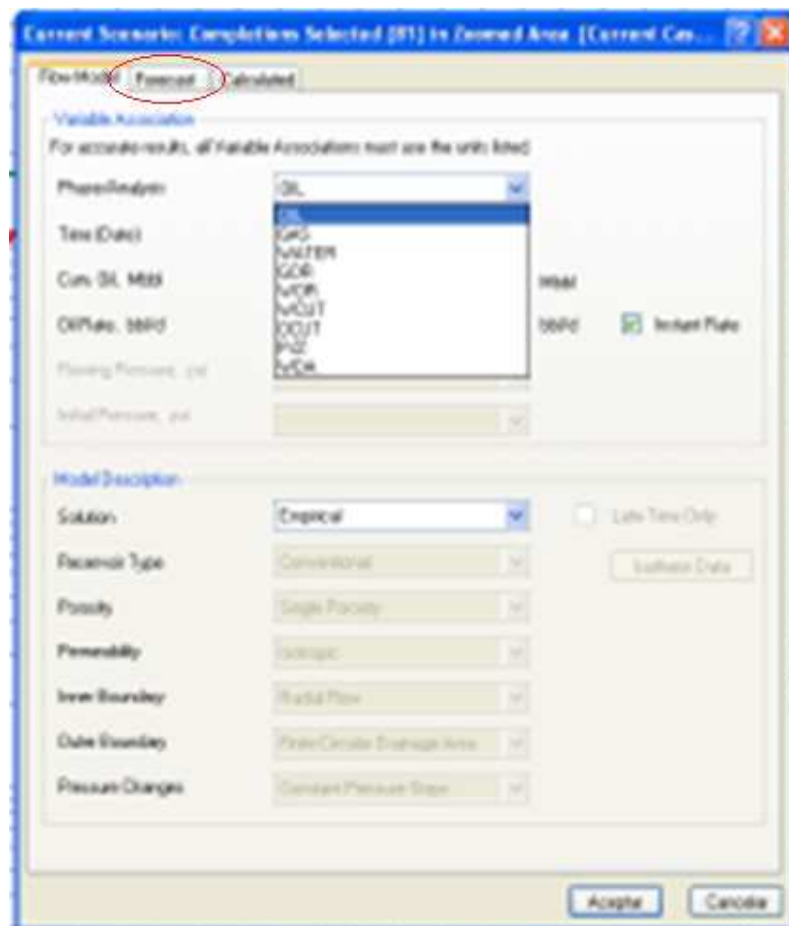 Current Scenario: Completions Selected (81) in Zoomed Area (Current Cas...
Flow Model Forecast Calculated
Variable Association
For accurate results, all Variable Associations must use the units listed
Phase/Analysis OIL
OIL
GAS
WATER
GOR
WOR
WCUT
OCUT
P/Z
Time (Date)
Cum. Oil, Mbbl Mbbl
Oil Rate, bbl/d bbl/d Instant Rate
Flowing Pressure, psi
Initial Pressure, psi
Model Description
Solution Empirical Late Time Only
Reservoir Type Conventional Isotherm Data
Porosity Single Porosity
Permeability Isotropic
Inner Boundary Radial Flow
Outer Boundary Finite Circular Drainage Area
Pressure Changes Constant Pressure Steps
Aceptar Cancelar